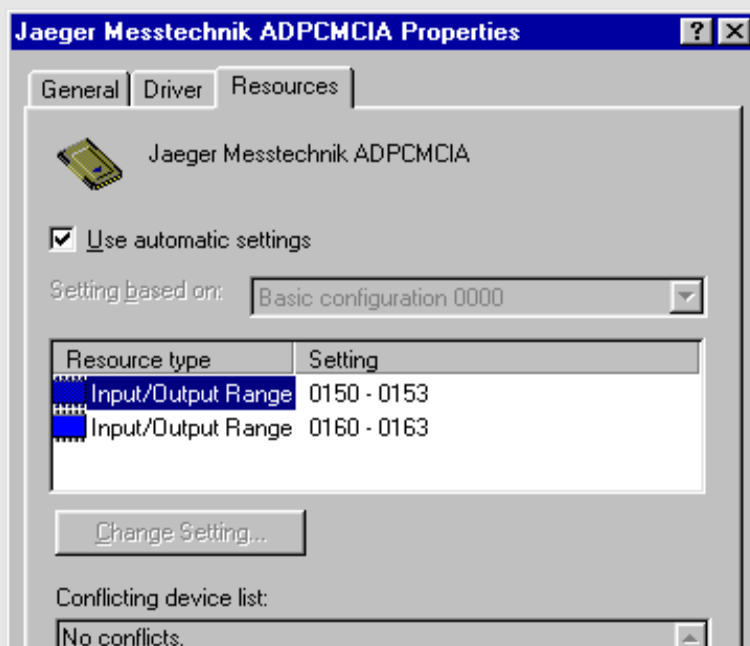 Jaeger Messtechnik ADPCMCIA Properties
General Driver Resources
Jaeger Messtechnik ADPCMCIA
Use automatic settings
Setting based on: Basic configuration 0000
Resource type Setting
Input/Output Range 0150 - 0153
Input/Output Range 0160 - 0163
Change Setting...
Conflicting device list:
No conflicts.